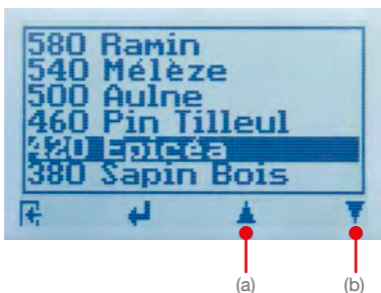 580 Ramin
540 Mélèze
500 Aulne
460 Pin Tilleul
420 Epicéa
380 Sapin Bois
(a) (b)